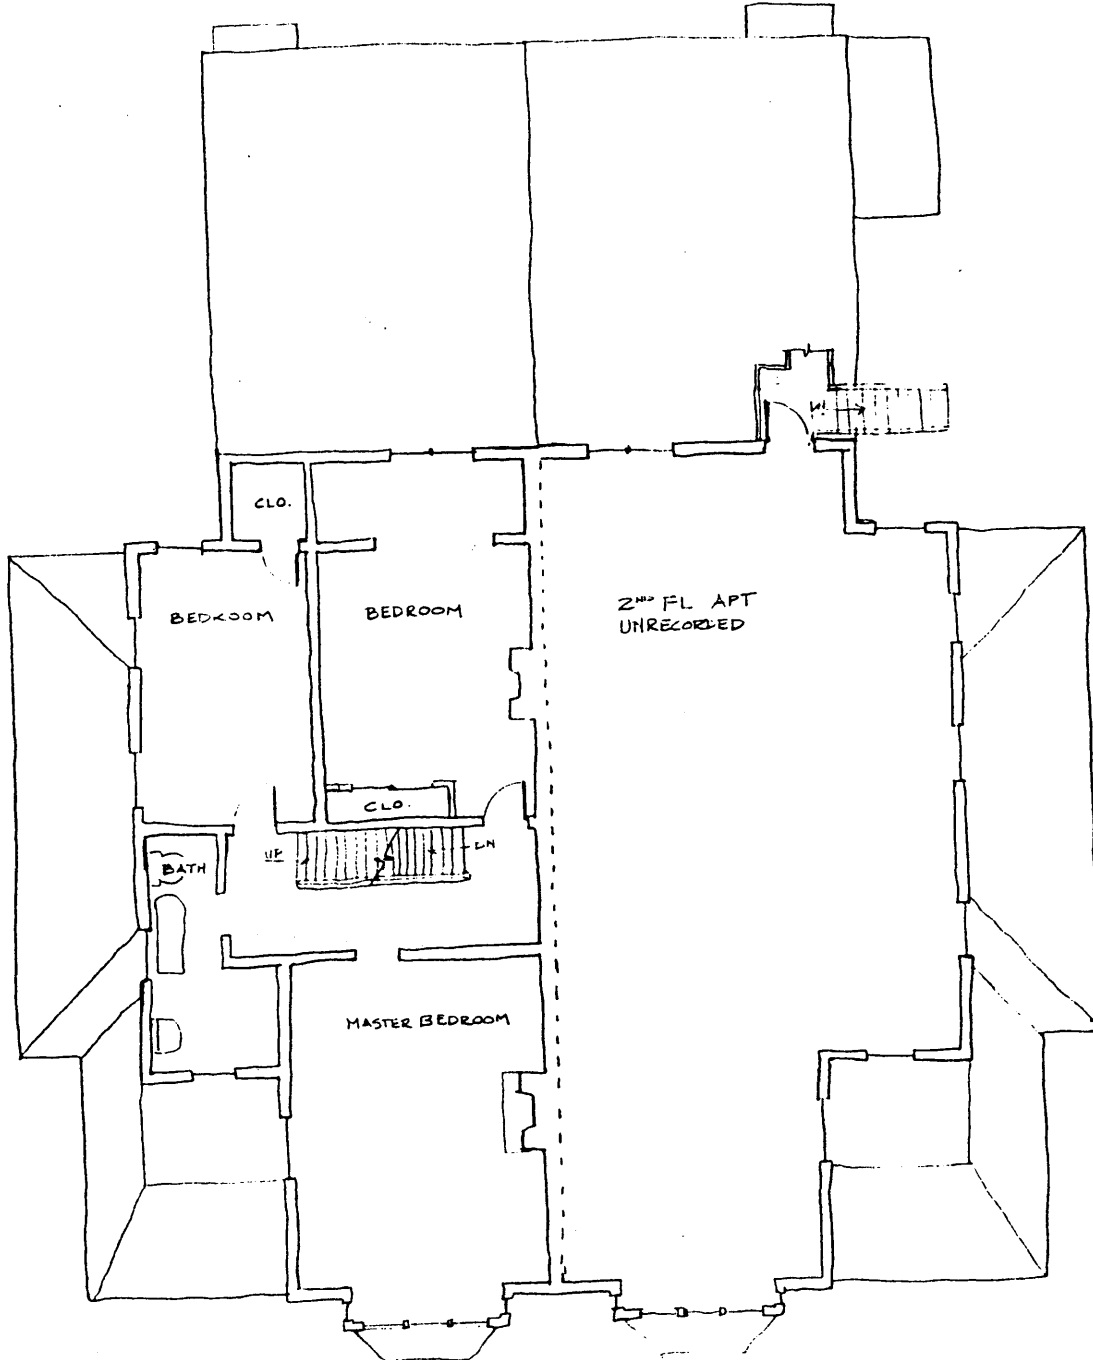 CLO.
BEDROOM
BEDROOM
2ND FL APT
UNRECORDED
CLO.
UP
DN
BATH
MASTER BEDROOM